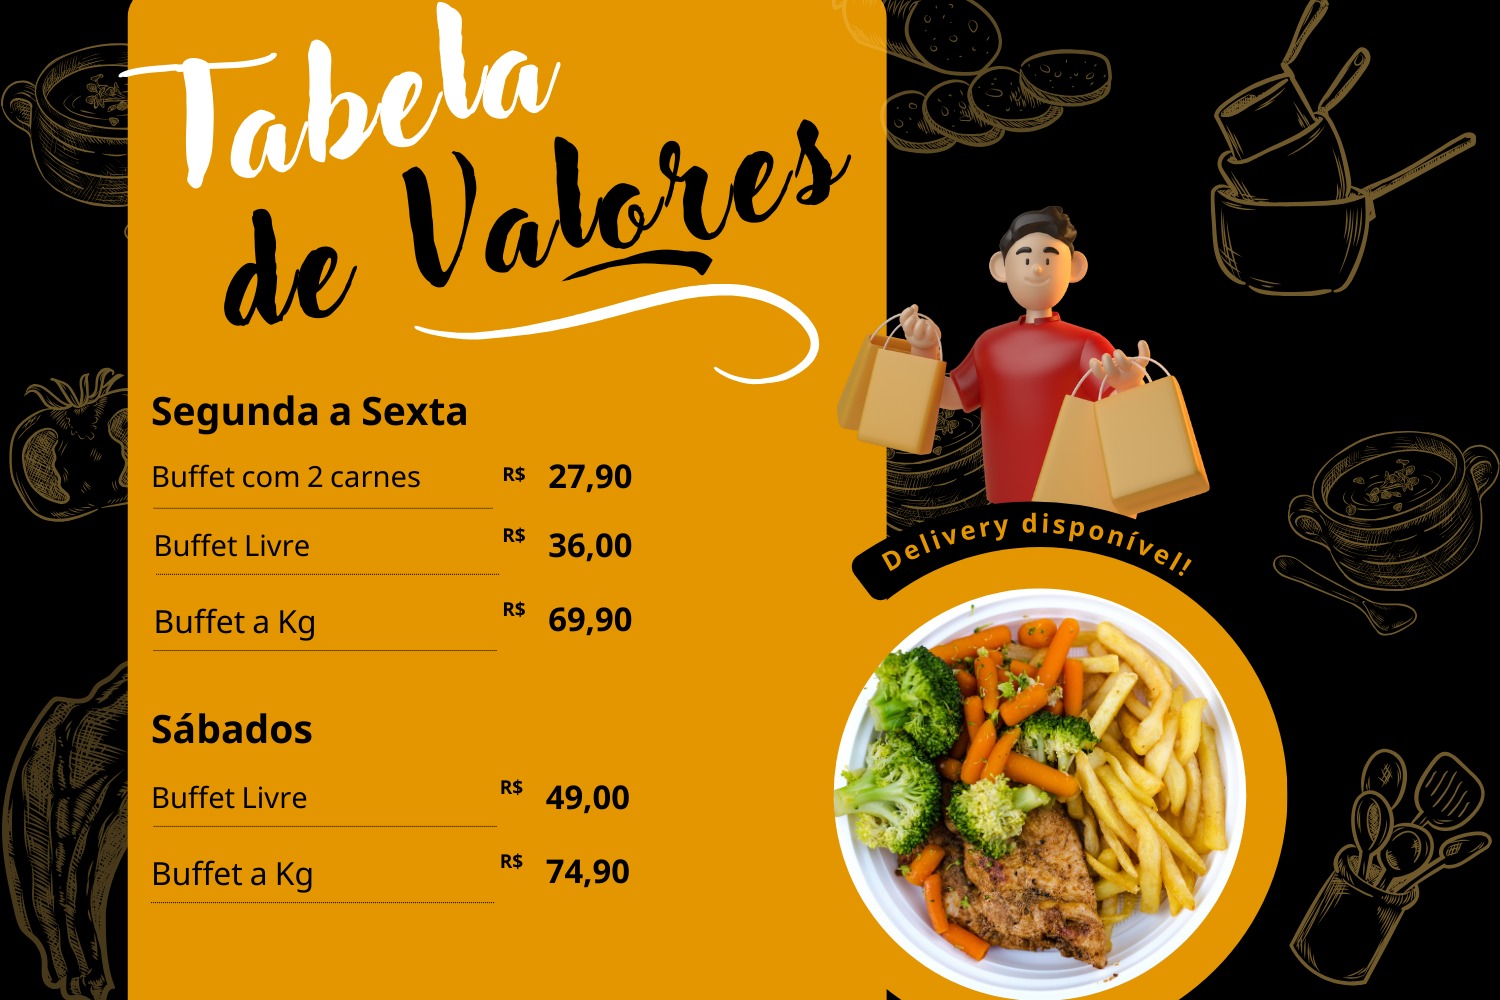 Tabela
de Valores
Segunda a Sexta
Buffet com 2 carnes R$ 27,90
Buffet Livre R$ 36,00
Buffet a Kg R$ 69,90
Sábados
Buffet Livre R$ 49,00
Buffet a Kg R$ 74,90
Delivery disponível!